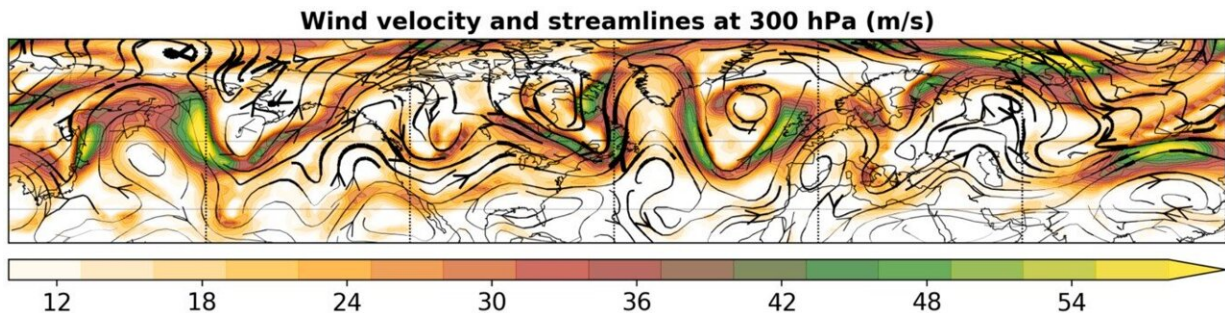 Wind velocity and streamlines at 300 hPa (m/s)
12 18 24 30 36 42 48 54